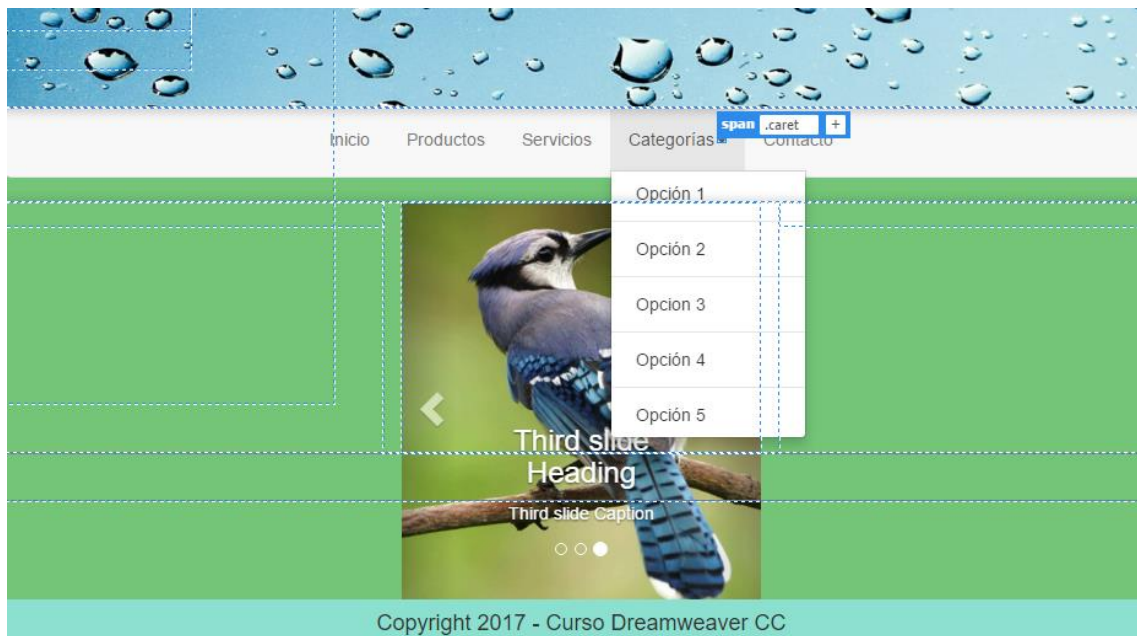 span .caret +
Inicio Productos Servicios Categorías Contacto
Opción 1
Opción 2
Opcion 3
Opción 4
Opción 5
Third slide
Heading
Third slide Caption
Copyright 2017 - Curso Dreamweaver CC